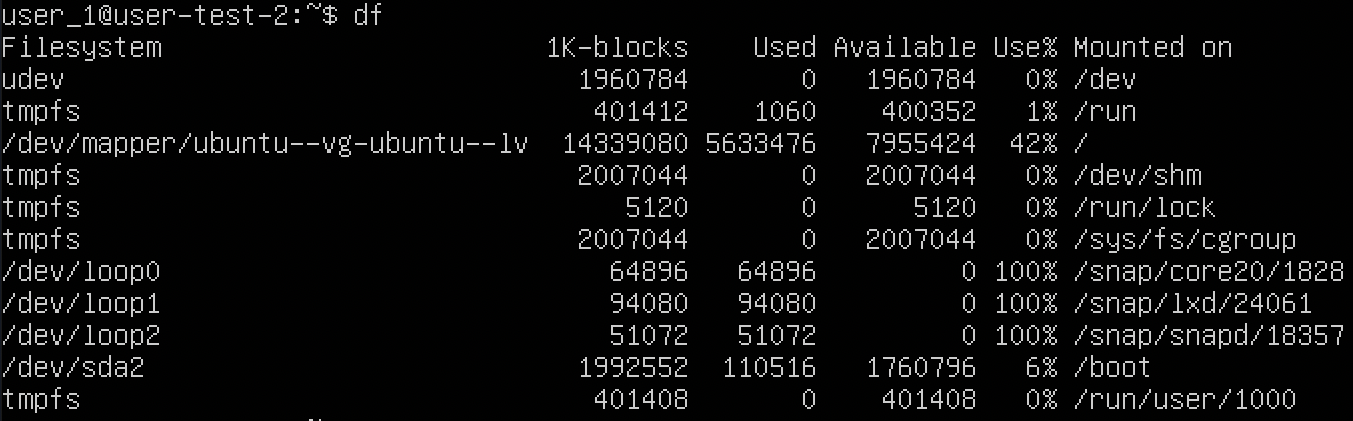 user_1@user-test-2:~$ df
Filesystem 1K-blocks Used Available Use% Mounted on
udev 1960784 0 1960784 0% /dev
tmpfs 401412 1060 400352 1% /run
/dev/mapper/ubuntu--vg-ubuntu--lv 14339080 5633476 7955424 42% /
tmpfs 2007044 0 2007044 0% /dev/shm
tmpfs 5120 0 5120 0% /run/lock
tmpfs 2007044 0 2007044 0% /sys/fs/cgroup
/dev/loop0 64896 64896 0 100% /snap/core20/1828
/dev/loop1 94080 94080 0 100% /snap/lxd/24061
/dev/loop2 51072 51072 0 100% /snap/snapd/18357
/dev/sda2 1992552 110516 1760796 6% /boot
tmpfs 401408 0 401408 0% /run/user/1000